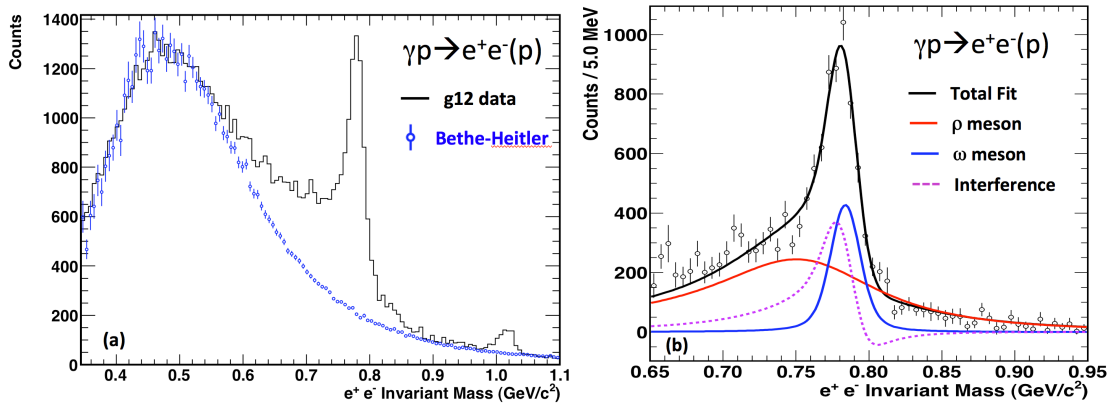 Counts
1400
1200
1000
800
600
400
200
0
γp→e⁺e⁻(p)
g12 data
Bethe-Heitler
(a)
0.4 0.5 0.6 0.7 0.8 0.9 1.0 1.1
e⁺ e⁻ Invariant Mass (GeV/c²)
Counts / 5.0 MeV
1000
800
600
400
200
0
γp→e⁺e⁻(p)
Total Fit
ρ meson
ω meson
Interference
(b)
0.65 0.70 0.75 0.80 0.85 0.90 0.95
e⁺ e⁻ Invariant Mass (GeV/c²)